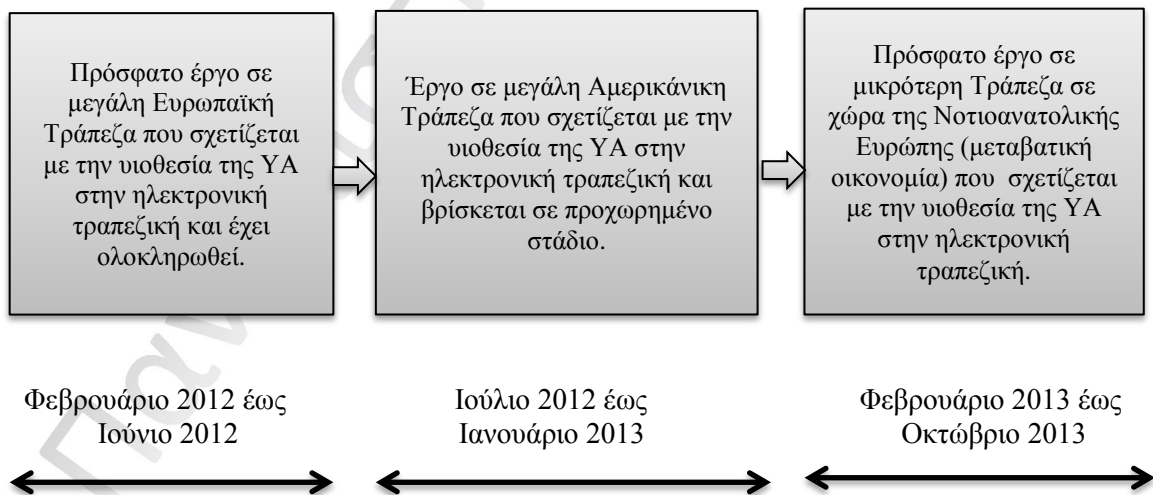 Πρόσφατο έργο σε
μεγάλη Ευρωπαϊκή
Τράπεζα που σχετίζεται
με την υιοθεσία της ΥΑ
στην ηλεκτρονική
τραπεζική και έχει
ολοκληρωθεί.
Έργο σε μεγάλη Αμερικάνικη
Τράπεζα που σχετίζεται με την
υιοθεσία της ΥΑ στην
ηλεκτρονική τραπεζική και
βρίσκεται σε προχωρημένο
στάδιο.
Πρόσφατο έργο σε
μικρότερη Τράπεζα σε
χώρα της Νοτιοανατολικής
Ευρώπης (μεταβατική
οικονομία) που σχετίζεται
με την υιοθεσία της ΥΑ
στην ηλεκτρονική
τραπεζική.
Φεβρουάριο 2012 έως
Ιούνιο 2012
Ιούλιο 2012 έως
Ιανουάριο 2013
Φεβρουάριο 2013 έως
Οκτώβριο 2013